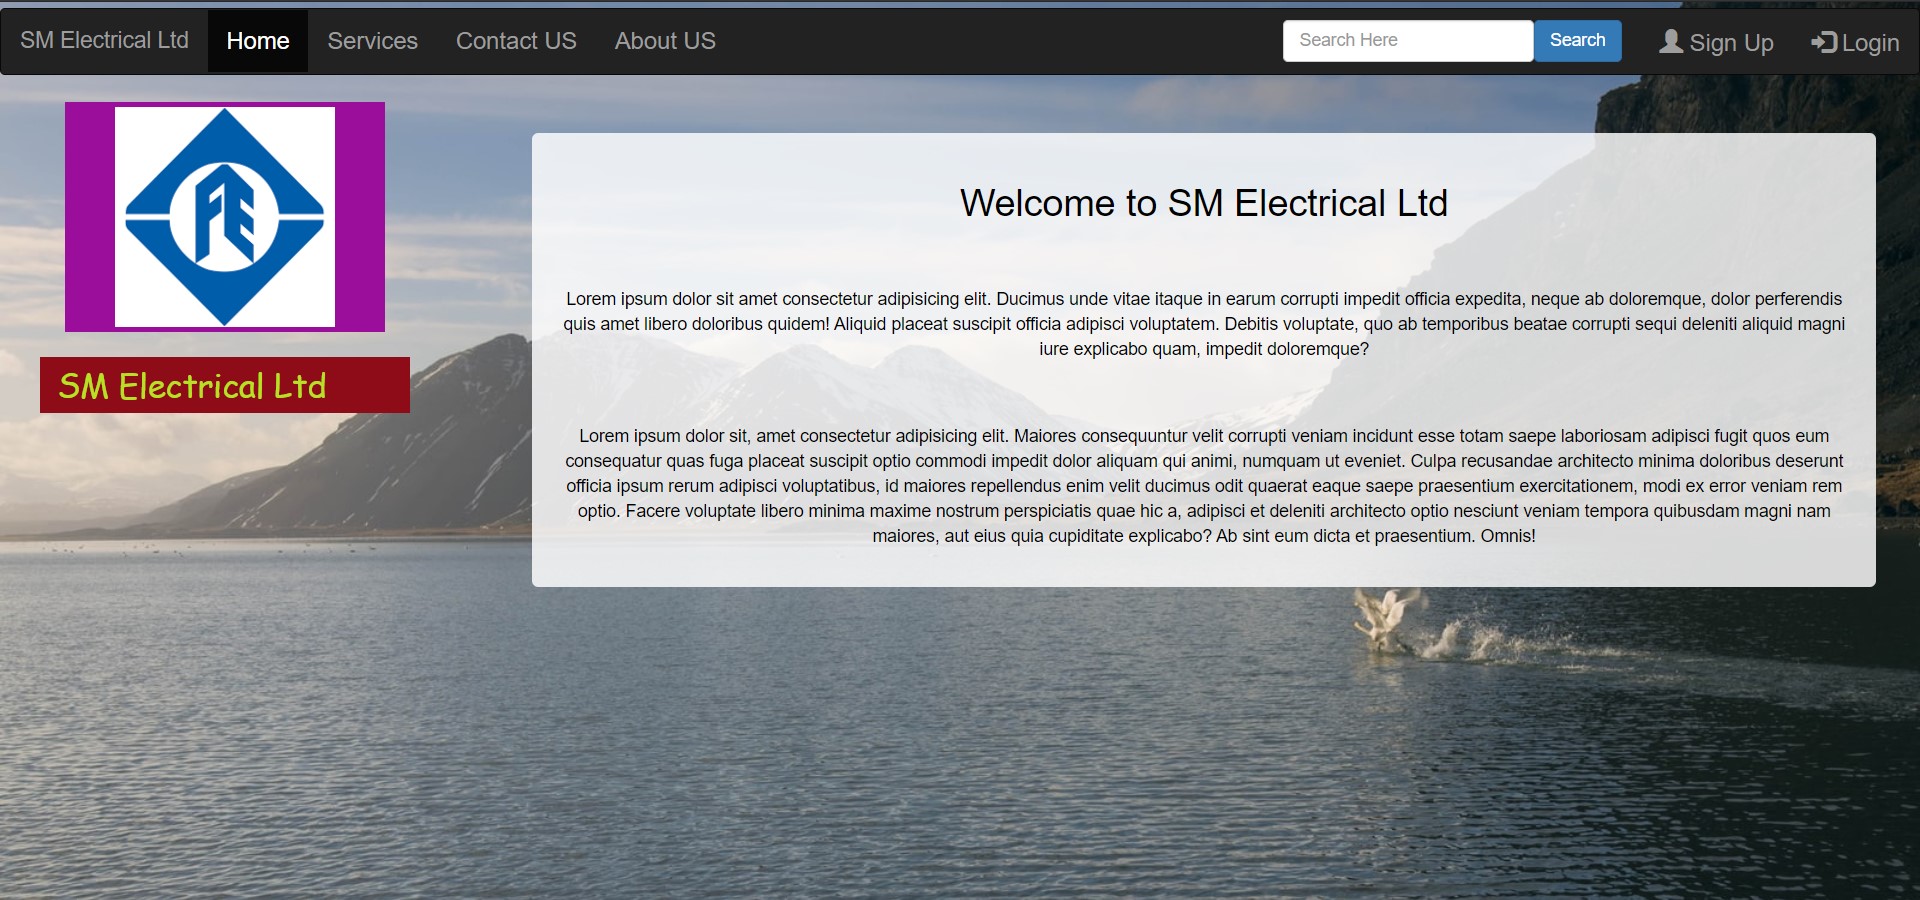 SM Electrical Ltd Home Services Contact US About US Search Here Search Sign Up Login
FE
SM Electrical Ltd
Welcome to SM Electrical Ltd
Lorem ipsum dolor sit amet consectetur adipisicing elit. Ducimus unde vitae itaque in earum corrupti impedit officia expedita, neque ab doloremque, dolor perferendis
quis amet libero doloribus quidem! Aliquid placeat suscipit officia adipisci voluptatem. Debitis voluptate, quo ab temporibus beatae corrupti sequi deleniti aliquid magni
iure explicabo quam, impedit doloremque?
Lorem ipsum dolor sit, amet consectetur adipisicing elit. Maiores consequuntur velit corrupti veniam incidunt esse totam saepe laboriosam adipisci fugit quos eum
consequatur quas fuga placeat suscipit optio commodi impedit dolor aliquam qui animi, numquam ut eveniet. Culpa recusandae architecto minima doloribus deserunt
officia ipsum rerum adipisci voluptatibus, id maiores repellendus enim velit ducimus odit quaerat eaque saepe praesentium exercitationem, modi ex error veniam rem
optio. Facere voluptate libero minima maxime nostrum perspiciatis quae hic a, adipisci et deleniti architecto optio nesciunt veniam tempora quibusdam magni nam
maiores, aut eius quia cupiditate explicabo? Ab sint eum dicta et praesentium. Omnis!